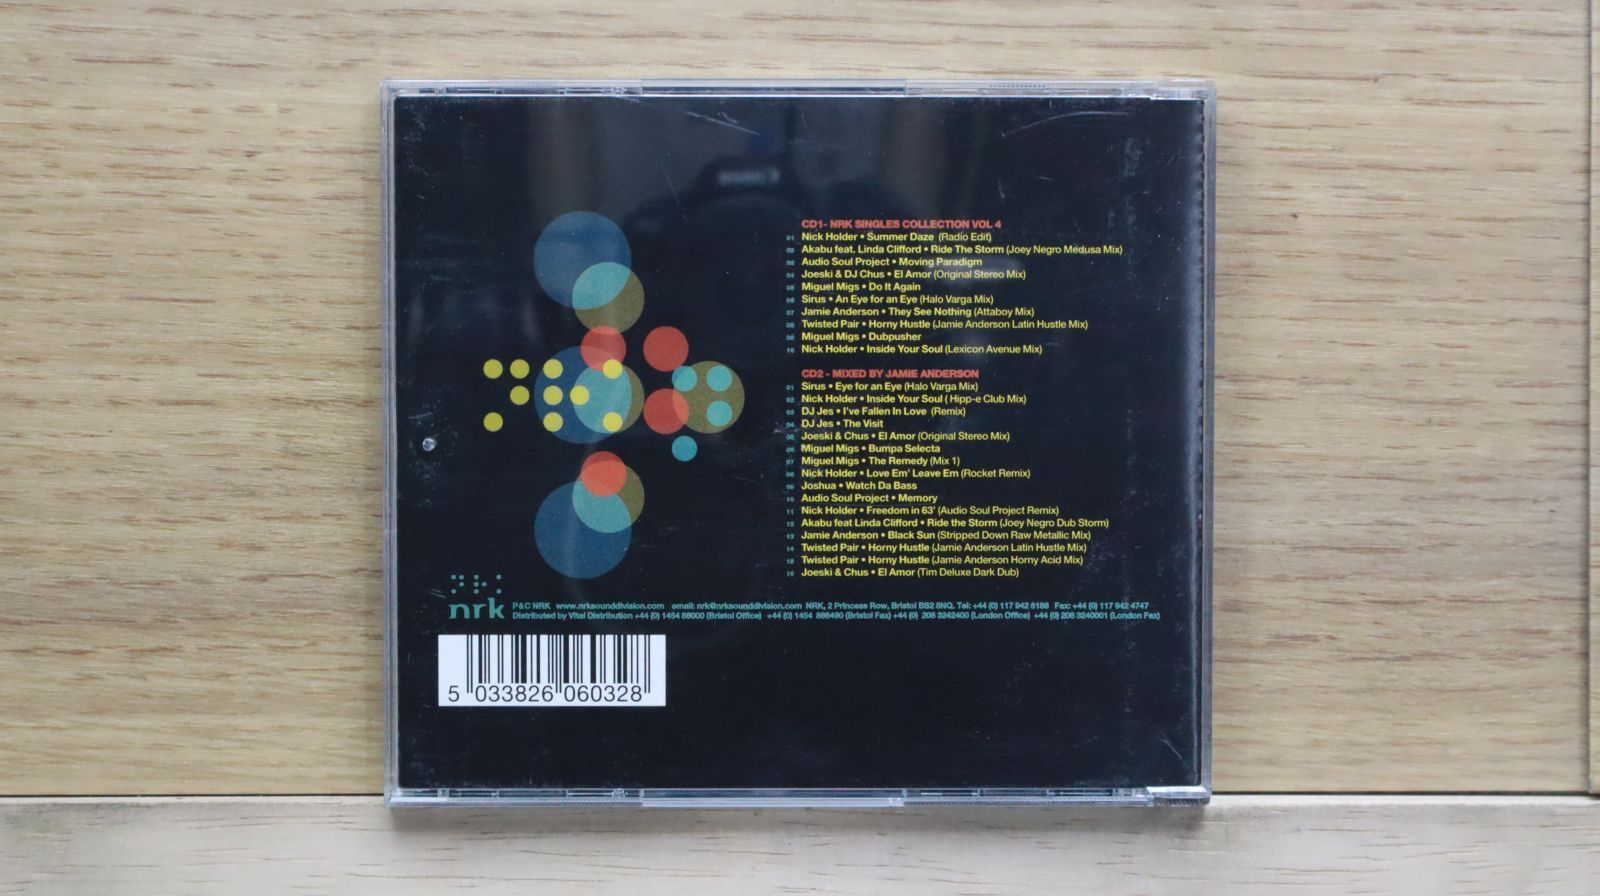 CD1- NRK SINGLES COLLECTION VOL 4
01 Nick Holder • Summer Daze (Radio Edit)
02 Akabu feat. Linda Clifford • Ride The Storm (Joey Negro Medusa Mix)
03 Audio Soul Project • Moving Paradigm
04 Joeski & DJ Chus • El Amor (Original Stereo Mix)
05 Miguel Migs • Do It Again
06 Sirus • An Eye for an Eye (Halo Varga Mix)
07 Jamie Anderson • They See Nothing (Attaboy Mix)
08 Twisted Pair • Horny Hustle (Jamie Anderson Latin Hustle Mix)
09 Miguel Migs • Dubpusher
10 Nick Holder • Inside Your Soul (Lexicon Avenue Mix)
CD2 - MIXED BY JAMIE ANDERSON
01 Sirus • Eye for an Eye (Halo Varga Mix)
02 Nick Holder • Inside Your Soul ( Hipp-e Club Mix)
03 DJ Jes • I've Fallen In Love (Remix)
04 DJ Jes • The Visit
05 Joeski & Chus • El Amor (Original Stereo Mix)
06 Miguel Migs • Bumpa Selecta
07 Miguel Migs • The Remedy (Mix 1)
08 Nick Holder • Love Em' Leave Em (Rocket Remix)
09 Joshua • Watch Da Bass
10 Audio Soul Project • Memory
11 Nick Holder • Freedom in 63' (Audio Soul Project Remix)
12 Akabu feat Linda Clifford • Ride the Storm (Joey Negro Dub Storm)
13 Jamie Anderson • Black Sun (Stripped Down Raw Metallic Mix)
14 Twisted Pair • Horny Hustle (Jamie Anderson Latin Hustle Mix)
15 Twisted Pair • Horny Hustle (Jamie Anderson Horny Acid Mix)
16 Joeski & Chus • El Amor (Tim Deluxe Dark Dub)
nrk
P&C NRK www.nrksounddivision.com email: nrk@nrksounddivision.com NRK, 2 Princess Row, Bristol BS2 8NQ. Tel: +44 (0) 117 942 8188 Fax: +44 (0) 117 942 4747
Distributed by Vital Distribution +44 (0) 1454 88000 (Bristol Office) +44 (0) 1454 886490 (Bristol Fax) +44 (0) 208 3242400 (London Office) +44 (0) 208 3240001 (London Fax)
5 033826 060328